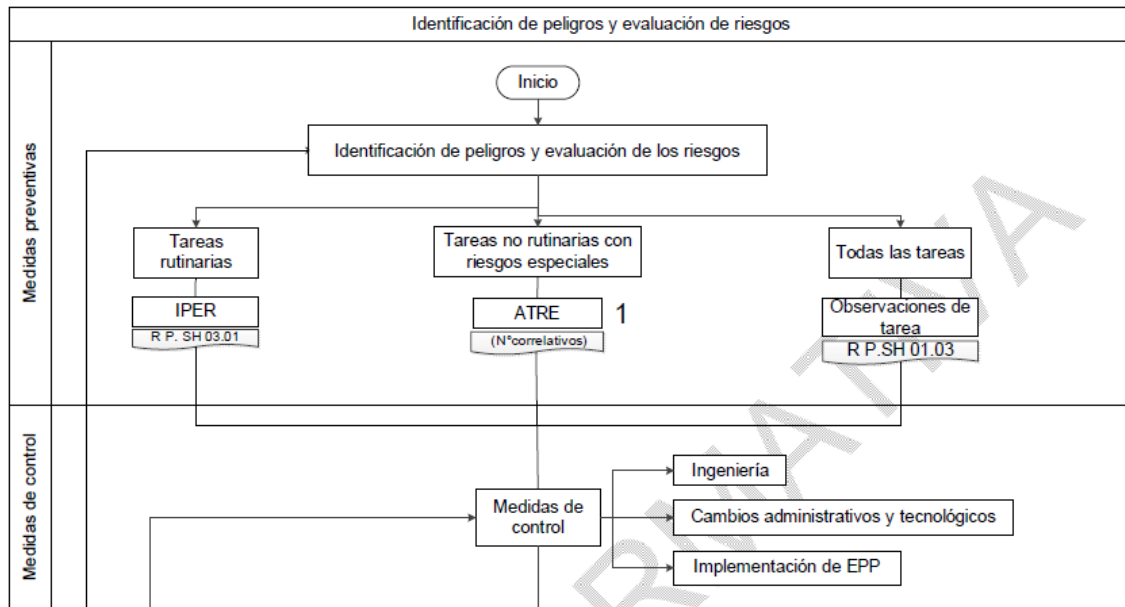 Identificación de peligros y evaluación de riesgos
Medidas preventivas
Inicio
Identificación de peligros y evaluación de los riesgos
Tareas
rutinarias
Tareas no rutinarias con
riesgos especiales
Todas las tareas
IPER
R P. SH 03.01
ATRE
(N°correlativos)
1
Observaciones de
tarea
R P.SH 01.03
Medidas de control
Medidas de
control
Ingeniería
Cambios administrativos y tecnológicos
Implementación de EPP